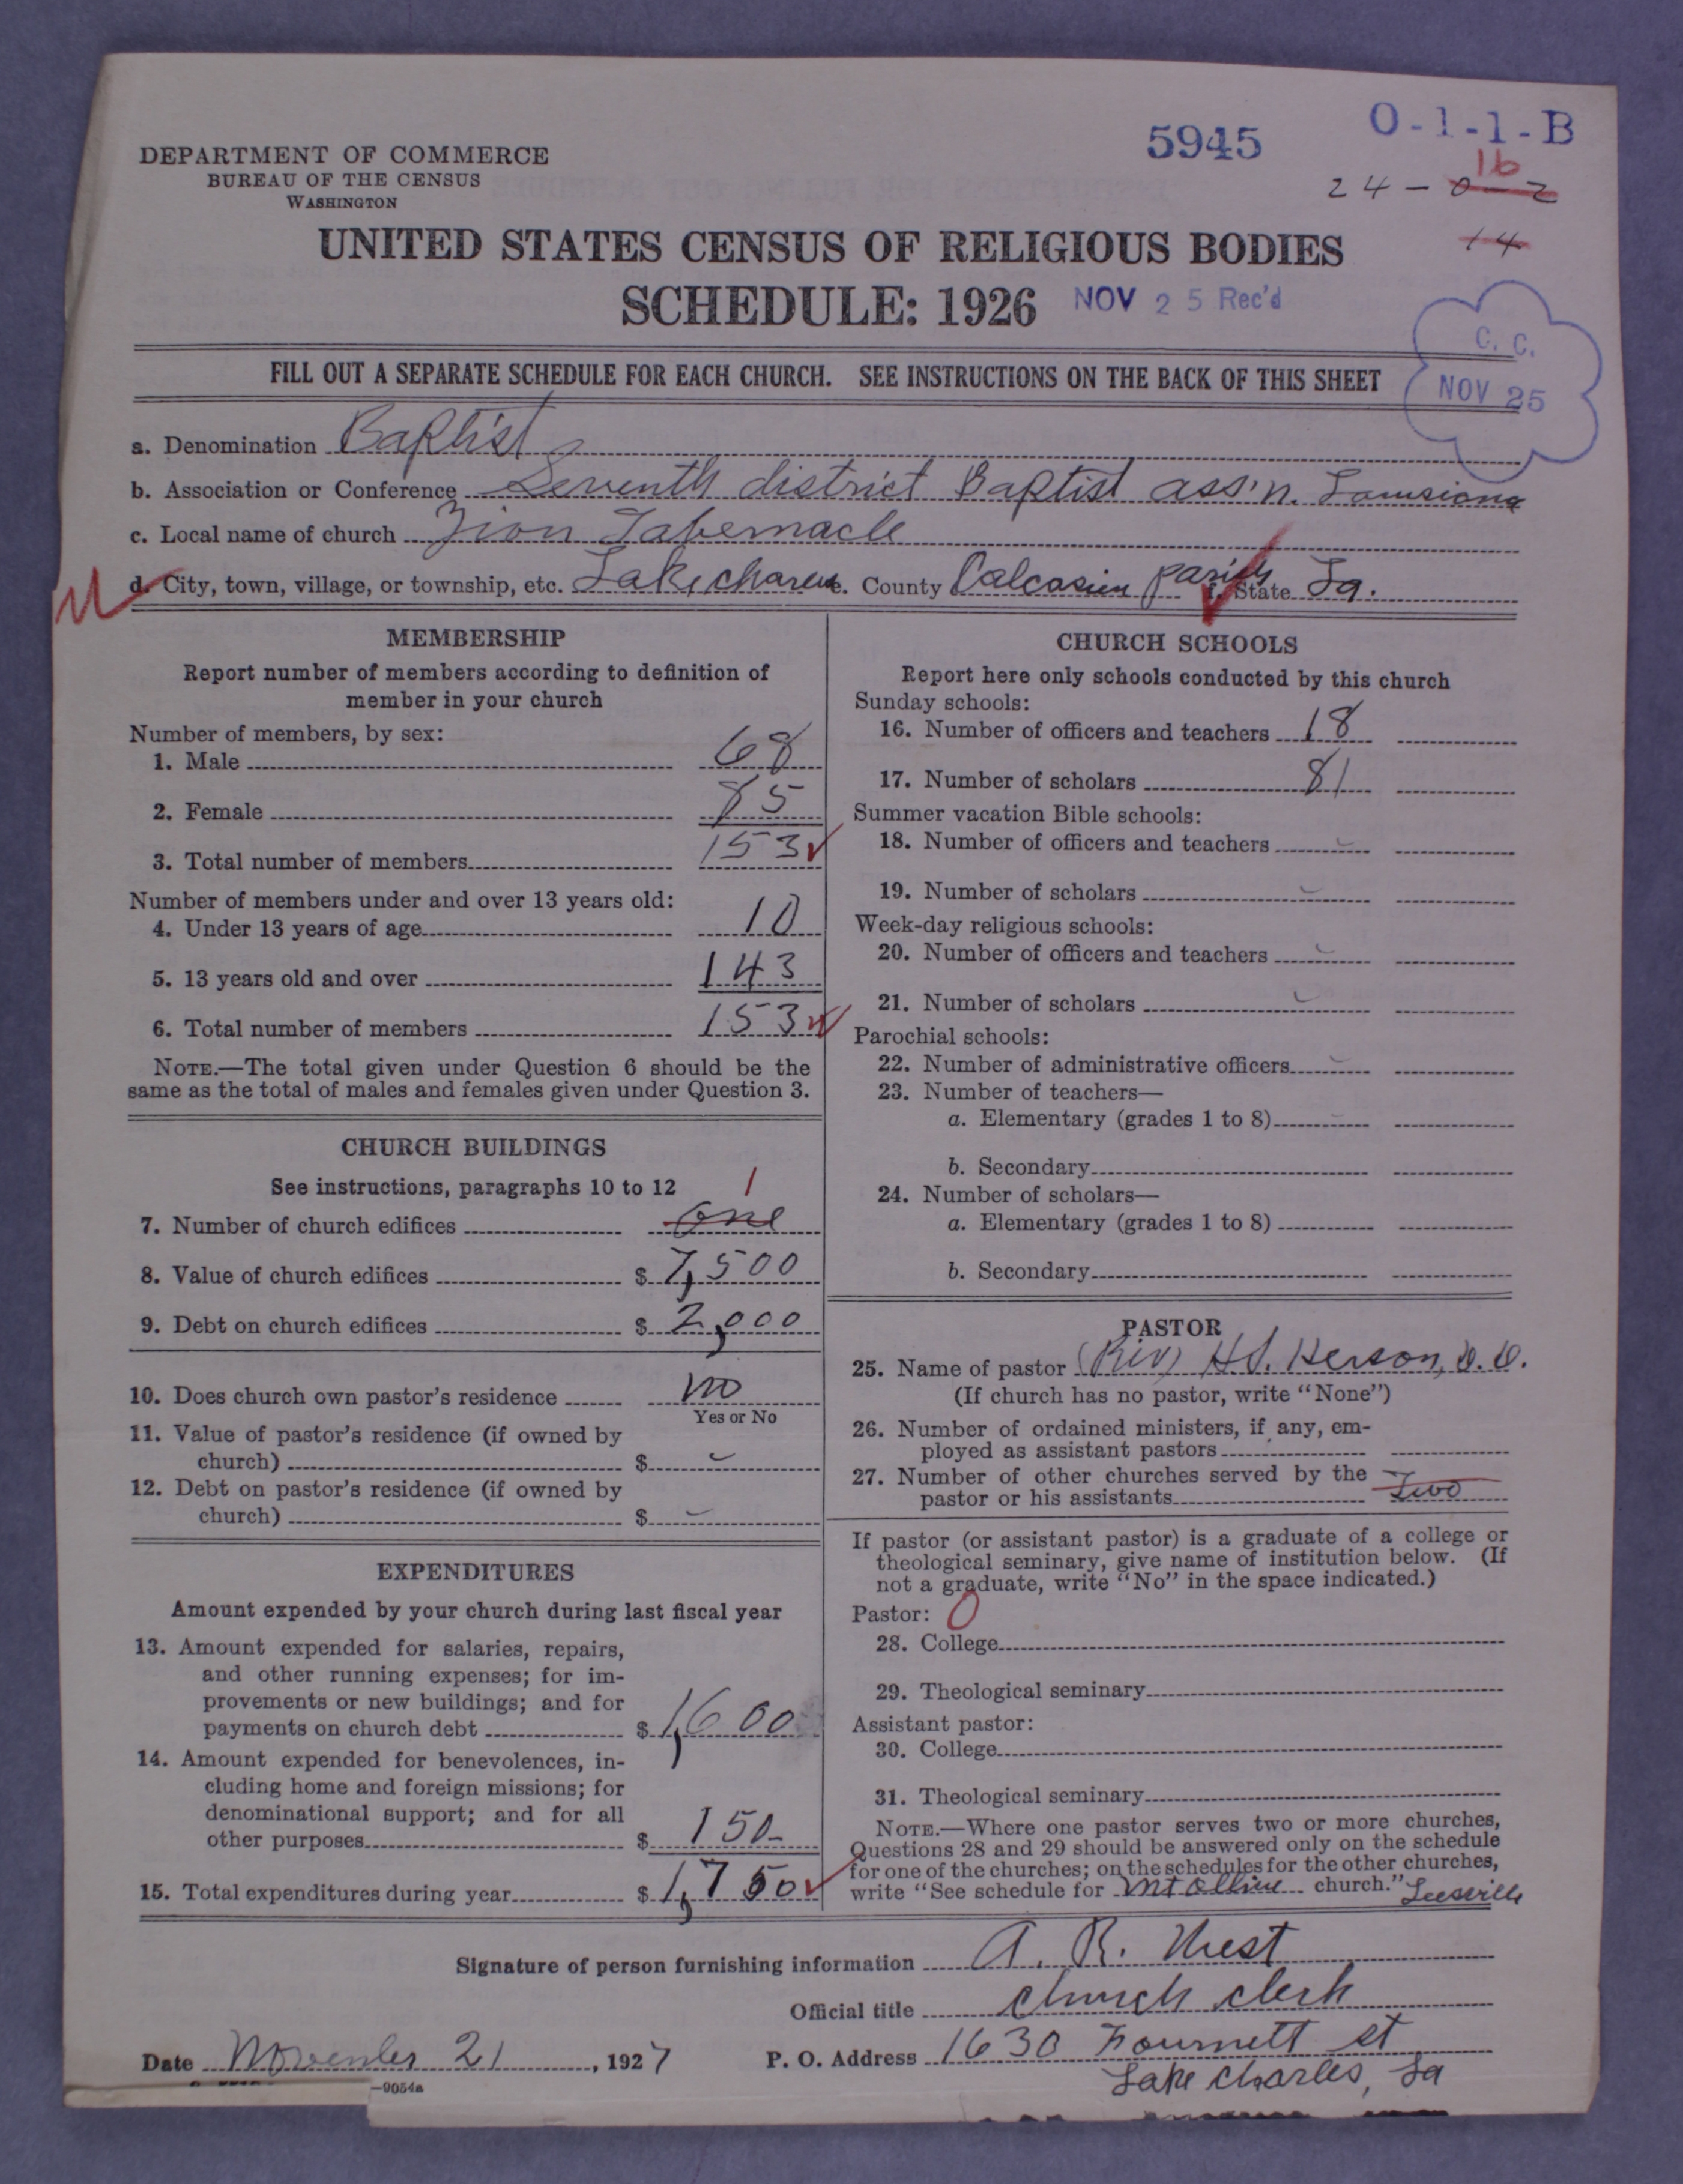 5945
O-1-1-B
DEPARTMENT OF COMMERCE
BUREAU OF THE CENSUS
WASHINGTON
16
24-0-2
14
UNITED STATES CENSUS OF RELIGIOUS BODIES
SCHEDULE: 1926 NOV 25 Rec'd
C. C.
NOV 25
FILL OUT A SEPARATE SCHEDULE FOR EACH CHURCH. SEE INSTRUCTIONS ON THE BACK OF THIS SHEET
a. Denomination Baptist
b. Association or Conference Seventh district Baptist ass'n. Louisiana
c. Local name of church Zion Tabernacle
d. City, town, village, or township, etc. Lake charles e. County Calcasieu parish f. State La.
MEMBERSHIP
Report number of members according to definition of
member in your church
Number of members, by sex:
1. Male 68
2. Female 85
3. Total number of members 153
Number of members under and over 13 years old:
4. Under 13 years of age 10
5. 13 years old and over 143
6. Total number of members 153
NOTE.—The total given under Question 6 should be the
same as the total of males and females given under Question 3.
CHURCH BUILDINGS
See instructions, paragraphs 10 to 12 1
7. Number of church edifices one
8. Value of church edifices $ 7,500
9. Debt on church edifices $ 2,000
10. Does church own pastor's residence no
Yes or No
11. Value of pastor's residence (if owned by
church) $ -
12. Debt on pastor's residence (if owned by
church) $ -
EXPENDITURES
Amount expended by your church during last fiscal year
13. Amount expended for salaries, repairs,
and other running expenses; for im-
provements or new buildings; and for
payments on church debt $ 1,600
14. Amount expended for benevolences, in-
cluding home and foreign missions; for
denominational support; and for all
other purposes $ 150-
15. Total expenditures during year $ 1,750
CHURCH SCHOOLS
Report here only schools conducted by this church
Sunday schools:
16. Number of officers and teachers 18
17. Number of scholars 81
Summer vacation Bible schools:
18. Number of officers and teachers -
19. Number of scholars -
Week-day religious schools:
20. Number of officers and teachers -
21. Number of scholars -
Parochial schools:
22. Number of administrative officers -
23. Number of teachers—
a. Elementary (grades 1 to 8) -
b. Secondary
24. Number of scholars—
a. Elementary (grades 1 to 8)
b. Secondary
PASTOR
25. Name of pastor (Rev) H.S. Herson, D.D.
(If church has no pastor, write "None")
26. Number of ordained ministers, if any, em-
ployed as assistant pastors
27. Number of other churches served by the
pastor or his assistants Two
If pastor (or assistant pastor) is a graduate of a college or
theological seminary, give name of institution below. (If
not a graduate, write "No" in the space indicated.)
Pastor: 0
28. College
29. Theological seminary
Assistant pastor:
30. College
31. Theological seminary
NOTE.—Where one pastor serves two or more churches,
Questions 28 and 29 should be answered only on the schedule
for one of the churches; on the schedules for the other churches,
write "See schedule for Mt Ollive church." Leesville
Signature of person furnishing information A. R. West
Official title church clerk
Date November 21, 1927 P. O. Address 1630 Fournett st
Lake Charles, La
—9054a